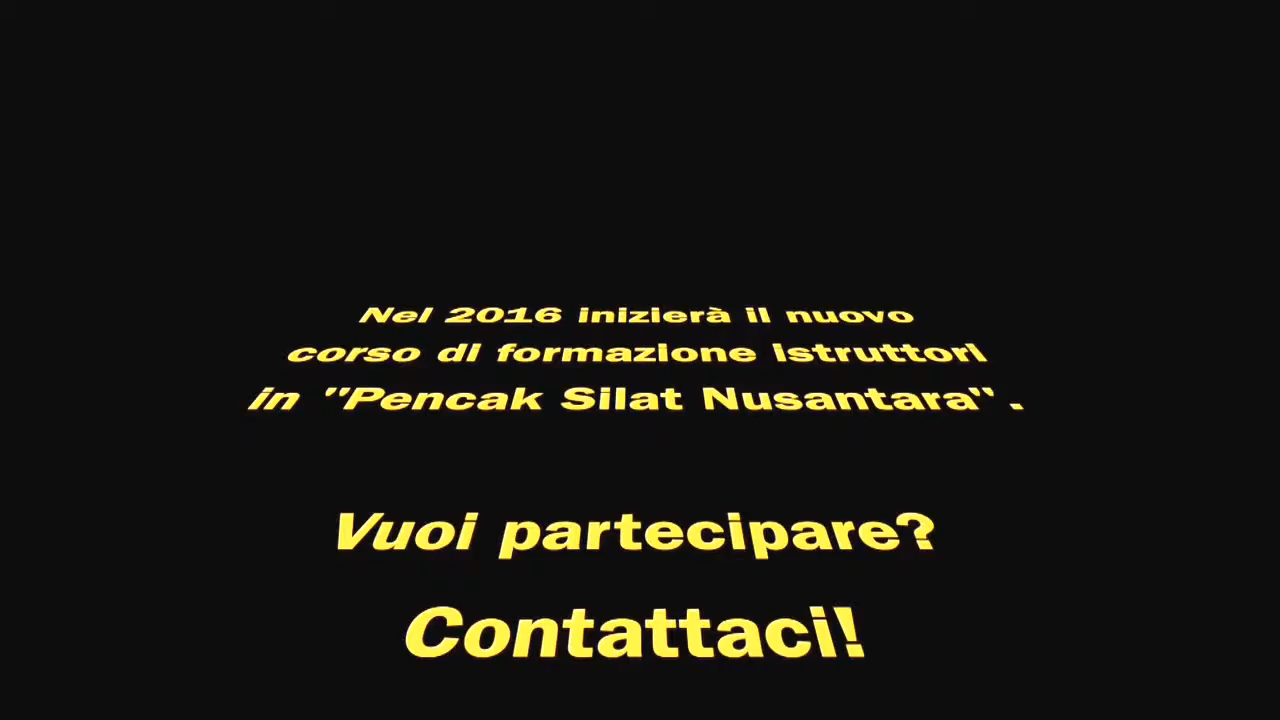 Nel 2016 inizierà il nuovo
corso di formazione istruttori
in "Pencak Silat Nusantara" .
Vuoi partecipare?
Contattaci!